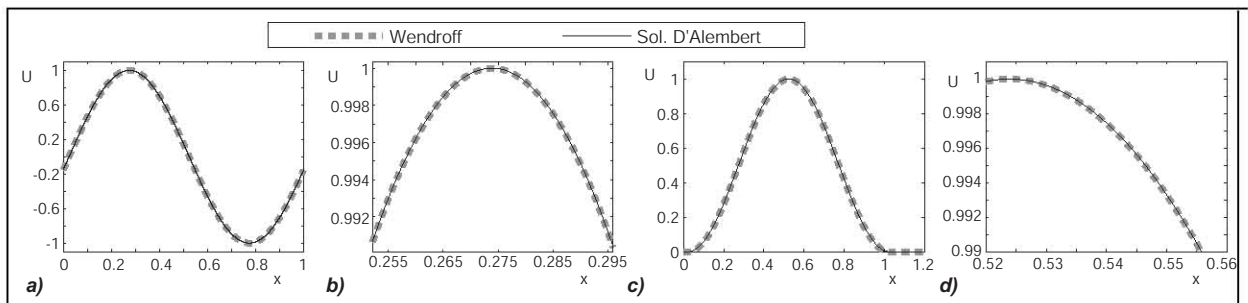 Wendroff Sol. D'Alembert
U
1
0.6
0.2
-0.2
-0.6
-1
0 0.2 0.4 0.6 0.8 1
x
a)
U
1
0.998
0.996
0.994
0.992
0.255 0.265 0.275 0.285 0.295
x
b)
U
1
0.8
0.6
0.4
0.2
0
0 0.2 0.4 0.6 0.8 1.0 1.2
x
c)
U
1
0.998
0.996
0.994
0.992
0.99
0.52 0.53 0.54 0.55 0.56
x
d)